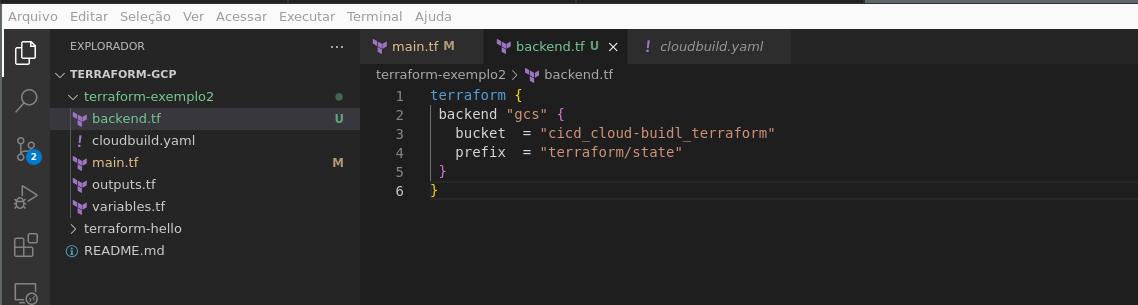 Arquivo Editar Seleção Ver Acessar Executar Terminal Ajuda
EXPLORADOR ...
TERRAFORM-GCP
terraform-exemplo2
backend.tf U
cloudbuild.yaml
main.tf M
outputs.tf
variables.tf
terraform-hello
README.md
2
main.tf M backend.tf U cloudbuild.yaml
terraform-exemplo2 > backend.tf
1 terraform {
2 backend "gcs" {
3 bucket = "cicd_cloud-buidl_terraform"
4 prefix = "terraform/state"
5 }
6 }